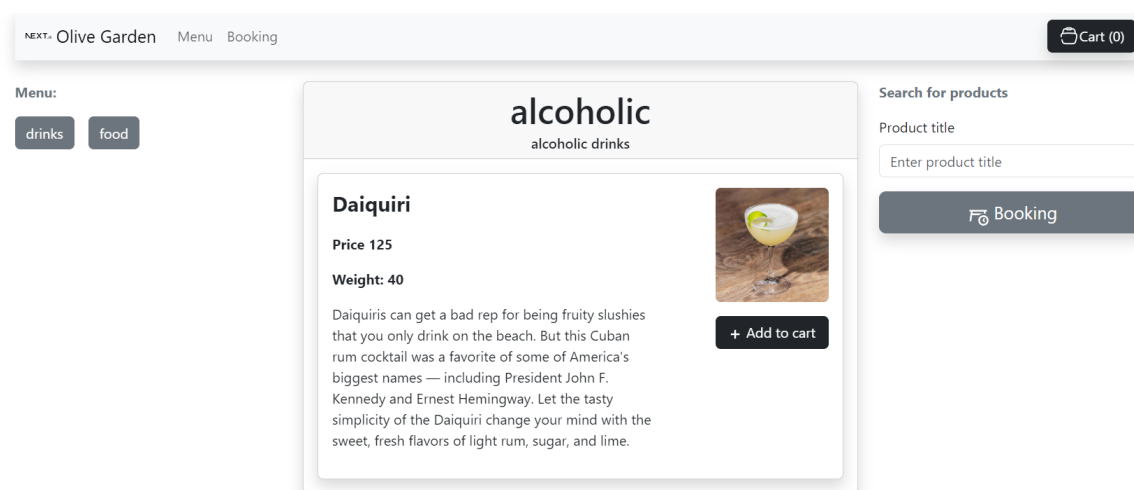 NEXT.js Olive Garden Menu Booking Cart (0)
Menu:
drinks food
alcoholic
alcoholic drinks
Daiquiri
Price 125
Weight: 40
Daiquiris can get a bad rep for being fruity slushies
that you only drink on the beach. But this Cuban
rum cocktail was a favorite of some of America's
biggest names — including President John F.
Kennedy and Ernest Hemingway. Let the tasty
simplicity of the Daiquiri change your mind with the
sweet, fresh flavors of light rum, sugar, and lime.
+ Add to cart
Search for products
Product title
Enter product title
Booking